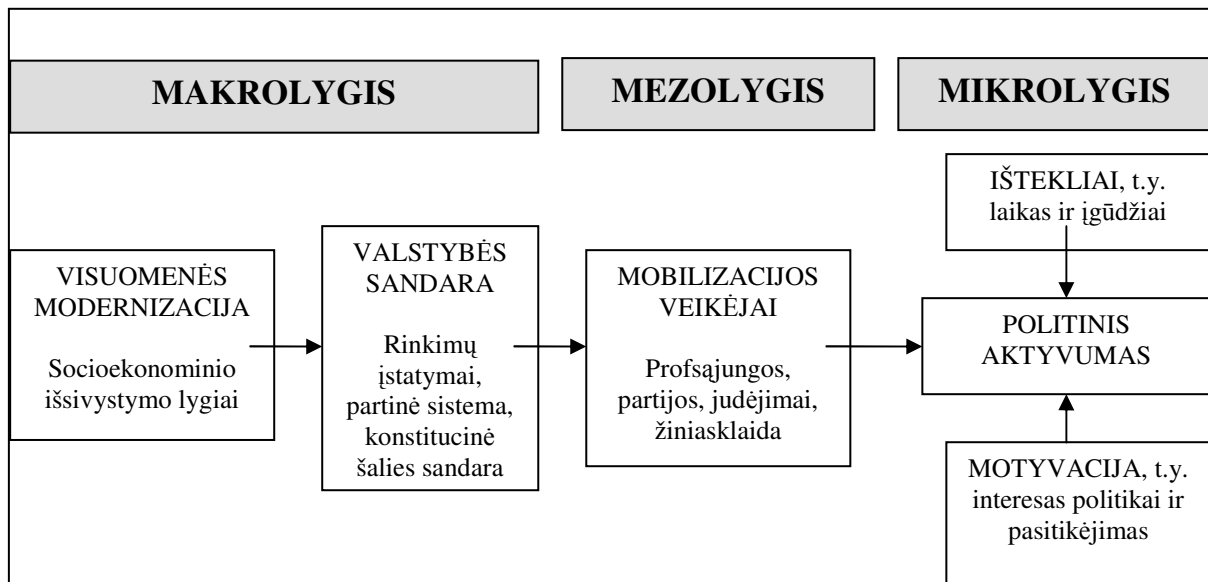 MAKROLYGIS
MEZOLYGIS
MIKROLYGIS
VISUOMENĖS
MODERNIZACIJA
Socioekonominio
išsivystymo lygiai
VALSTYBĖS
SANDARA
Rinkimų
įstatymai,
partinė sistema,
konstitucinė
šalies sandara
MOBILIZACIJOS
VEIKĖJAI
Profsąjungos,
partijos, judėjimai,
žiniasklaida
IŠTEKLIAI, t.y.
laikas ir įgūdžiai
POLITINIS
AKTYVUMAS
MOTYVACIJA, t.y.
interesas politikai ir
pasitikėjimas